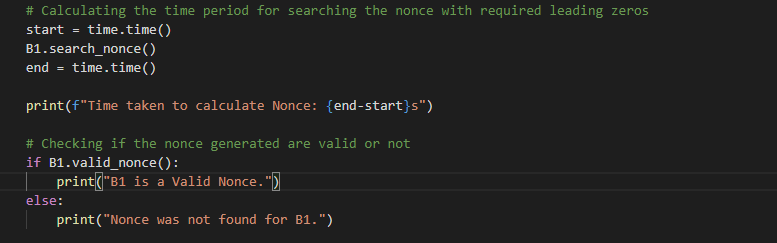 # Calculating the time period for searching the nonce with required leading zeros
start = time.time()
B1.search_nonce()
end = time.time()
print(f"Time taken to calculate Nonce: {end-start}s")
# Checking if the nonce generated are valid or not
if B1.valid_nonce():
    print("B1 is a Valid Nonce.")
else:
    print("Nonce was not found for B1.")